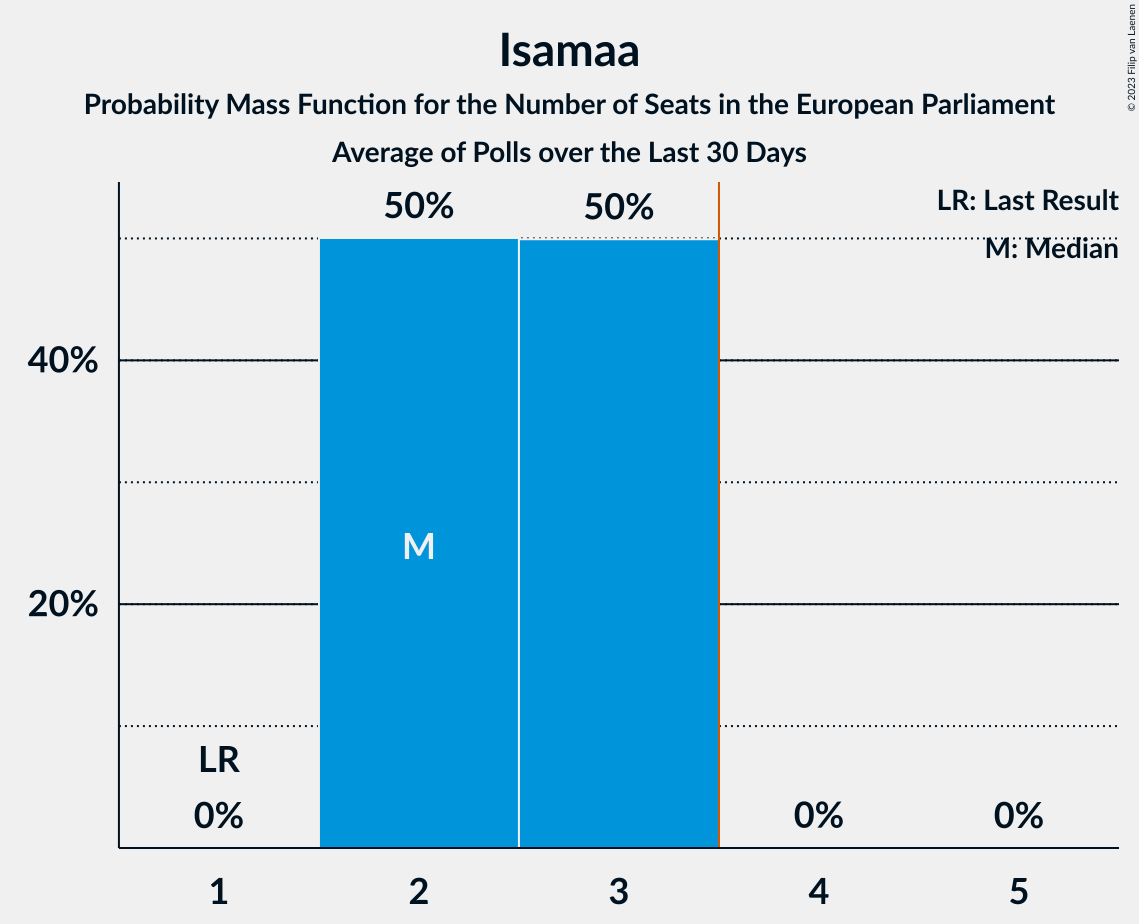 Isamaa
Probability Mass Function for the Number of Seats in the European Parliament
Average of Polls over the Last 30 Days
© 2023 Filip van Laenen
50% 50%
LR: Last Result
M: Median
40%
M
20%
LR
0% 0% 0%
1 2 3 4 5